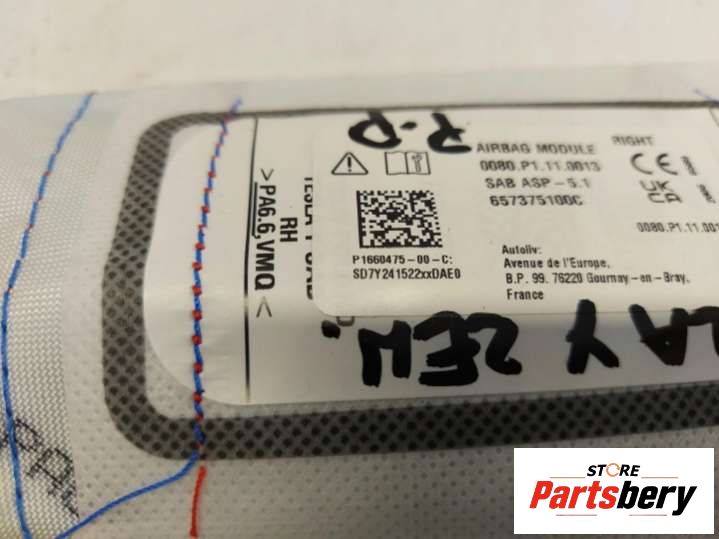 R.P
AIRBAG MODULE
RIGHT
0080.P1.11.0013
SAB ASP-5.1
657375100C
CE
UK
CA
0080.P1.11.001
P1660475-00-C:
SD7Y241522xxDAE0
Autoliv:
Avenue de l'Europe,
B.P. 99. 76220 Gournay-en-Bray,
France
RH
>PA6.6,VMQ<
STORE
Partsbery